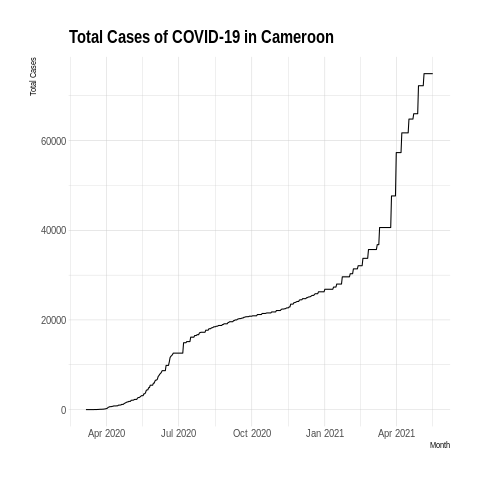 Total Cases of COVID-19 in Cameroon
Total Cases
60000
40000
20000
0
Apr 2020 Jul 2020 Oct 2020 Jan 2021 Apr 2021
Month